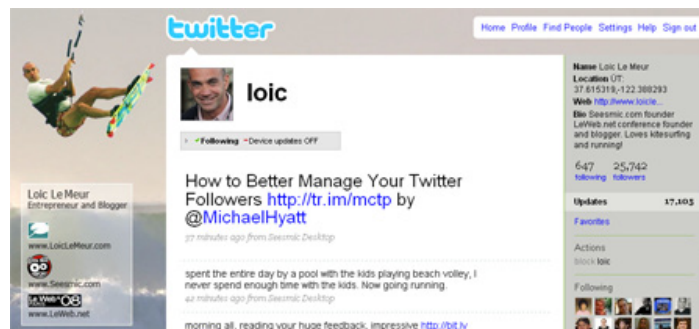 twitter
Home Profile Find People Settings Help Sign out
Loic Le Meur
Entrepreneur and Blogger
www.LoicLeMeur.com
www.Seesmic.com
Le Web '08
www.LeWeb.net
loic
Following Device updates OFF
How to Better Manage Your Twitter
Followers http://tr.im/mctp by
@MichaelHyatt
37 minutes ago from Seesmic Desktop
spent the entire day by a pool with the kids playing beach volley, I
never spend enough time with the kids. Now going running.
42 minutes ago from Seesmic Desktop
morning all, reading your huge feedback, impressive http://bit.ly
Name Loic Le Meur
Location ÜT:
37.615319,-122.388293
Web http://www.loicle...
Bio Seesmic.com founder
LeWeb.net conference founder
and blogger. Loves kitesurfing
and running!
647 25,742
following followers
Updates 17,103
Favorites
Actions
block loic
Following